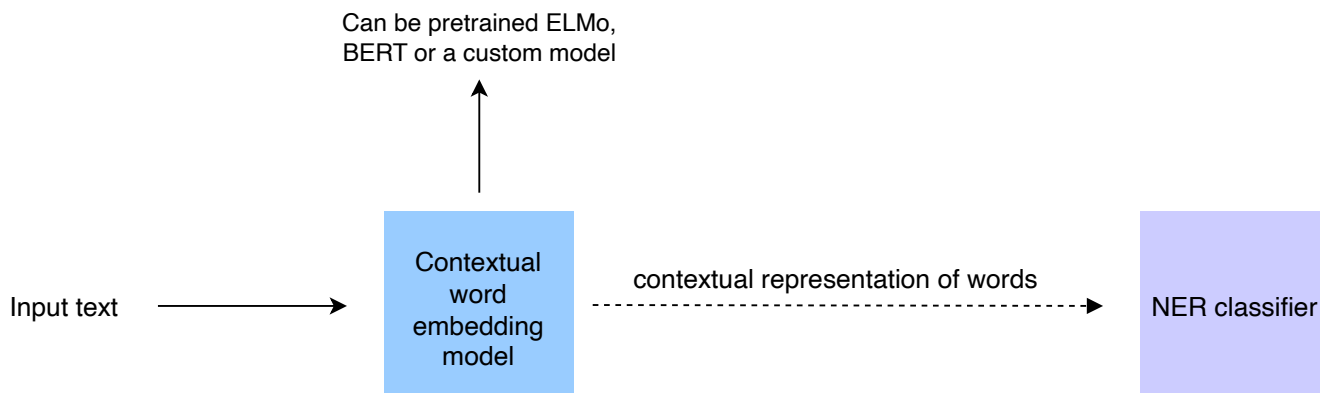 Can be pretrained ELMo,
BERT or a custom model
Input text
Contextual
word
embedding
model
contextual representation of words
NER classifier